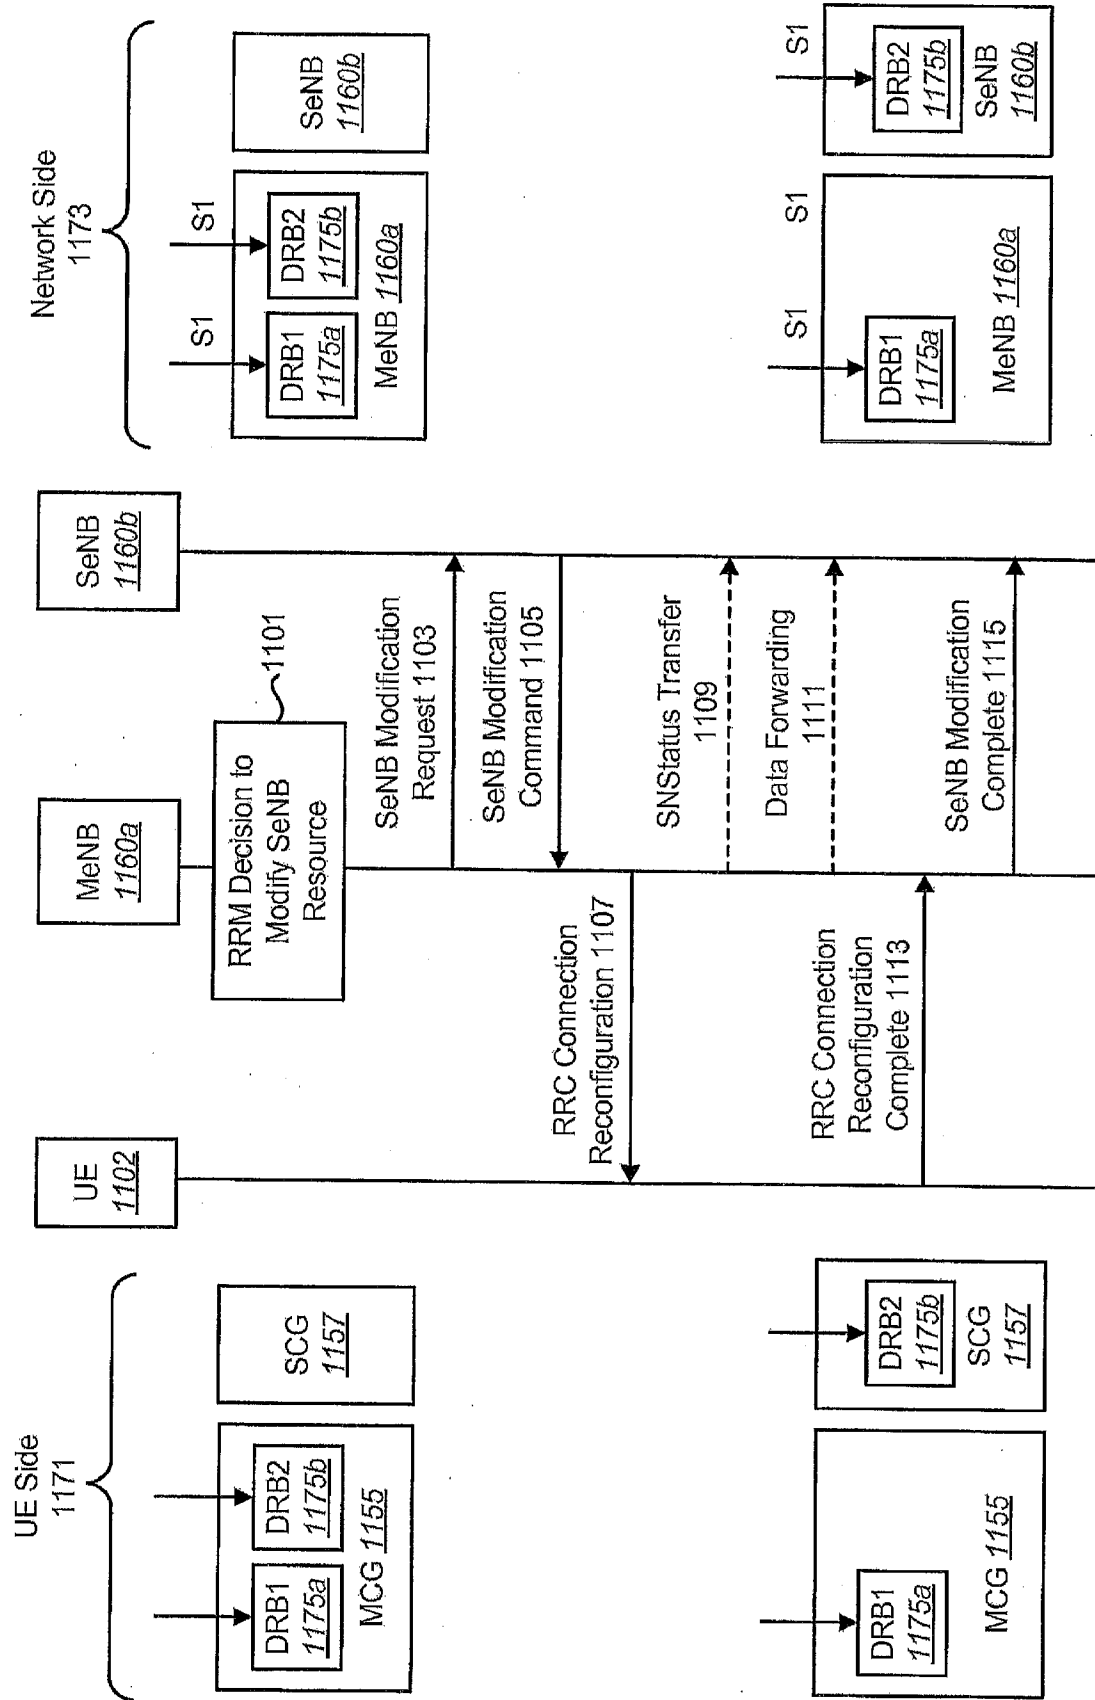 UE Side
1171
UE
1102
MeNB
1160a
SeNB
1160b
Network Side
1173
DRB1
1175a
DRB2
1175b
MCG 1155
SCG
1157
RRM Decision to
Modify SeNB
Resource
1101
S1
S1
DRB1
1175a
DRB2
1175b
MeNB 1160a
SeNB
1160b
SeNB Modification
Request 1103
SeNB Modification
Command 1105
RRC Connection
Reconfiguration 1107
SNStatus Transfer
1109
Data Forwarding
1111
RRC Connection
Reconfiguration
Complete 1113
SeNB Modification
Complete 1115
DRB1
1175a
MCG 1155
DRB2
1175b
SCG
1157
S1
S1
S1
DRB1
1175a
MeNB 1160a
DRB2
1175b
SeNB
1160b